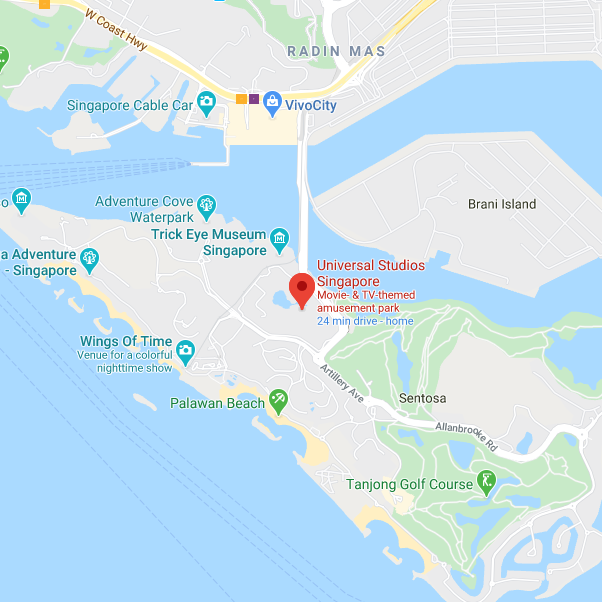 W Coast Hwy
RADIN MAS
Singapore Cable Car
VivoCity
Adventure Cove
Waterpark
Brani Island
o
Trick Eye Museum
Singapore
a Adventure
- Singapore
Universal Studios
Singapore
Movie- & TV-themed
amusement park
24 min drive - home
Wings Of Time
Venue for a colorful
nighttime show
Artillery Ave
Palawan Beach
Sentosa
Allanbrooke Rd
Tanjong Golf Course